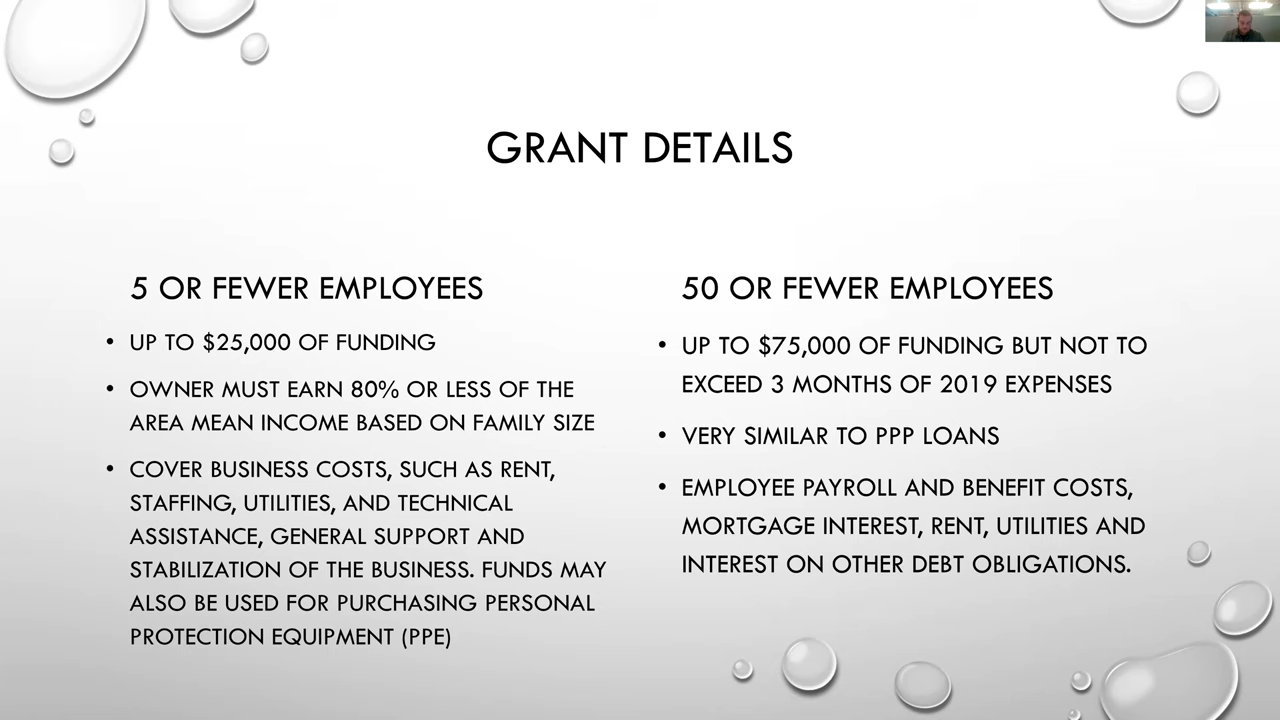 GRANT DETAILS
5 OR FEWER EMPLOYEES
• UP TO $25,000 OF FUNDING
• OWNER MUST EARN 80% OR LESS OF THE
AREA MEAN INCOME BASED ON FAMILY SIZE
• COVER BUSINESS COSTS, SUCH AS RENT,
STAFFING, UTILITIES, AND TECHNICAL
ASSISTANCE, GENERAL SUPPORT AND
STABILIZATION OF THE BUSINESS. FUNDS MAY
ALSO BE USED FOR PURCHASING PERSONAL
PROTECTION EQUIPMENT (PPE)
50 OR FEWER EMPLOYEES
• UP TO $75,000 OF FUNDING BUT NOT TO
EXCEED 3 MONTHS OF 2019 EXPENSES
• VERY SIMILAR TO PPP LOANS
• EMPLOYEE PAYROLL AND BENEFIT COSTS,
MORTGAGE INTEREST, RENT, UTILITIES AND
INTEREST ON OTHER DEBT OBLIGATIONS.